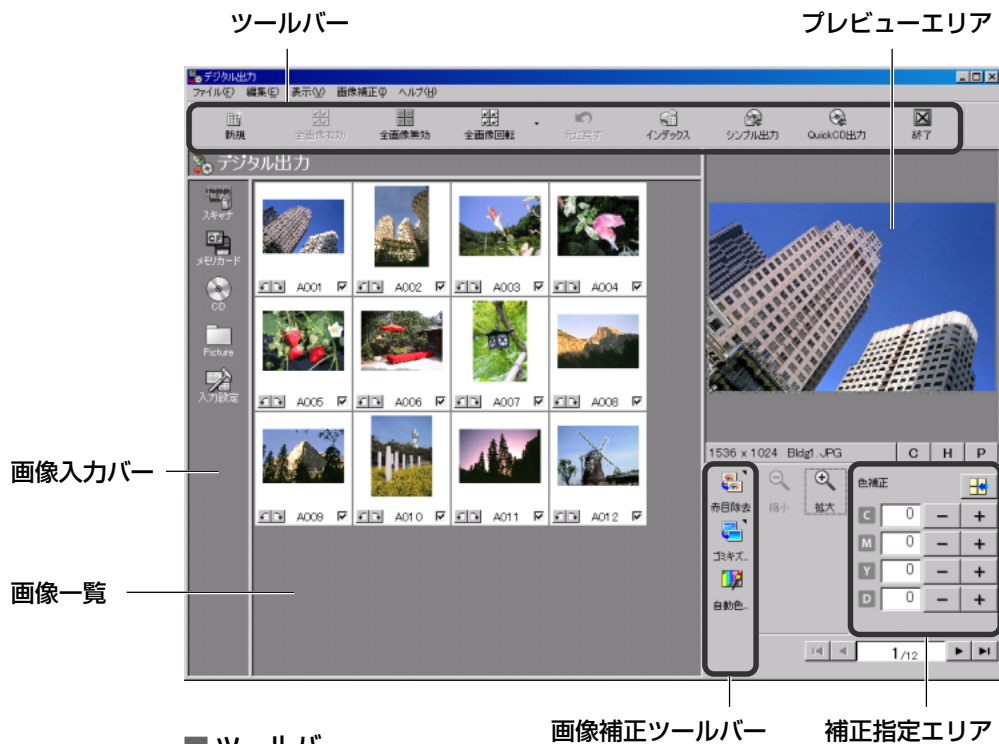 ツールバー
プレビューエリア
デジタル出力
ファイル(F) 編集(E) 表示(V) 画像補正(I) ヘルプ(H)
新規 全画像有効 全画像無効 全画像回転 元に戻す インデックス シンプル出力 QuickCD出力 終了
デジタル出力
スキャナ
メモリカード
CD
Picture
入力設定
A001 A002 A003 A004
A005 A006 A007 A008
A009 A010 A011 A012
1536 x 1024 Bldg1.JPG C H P
赤目除去 縮小 拡大
ゴミキズ..
自動色..
色補正
C 0 - +
M 0 - +
Y 0 - +
D 0 - +
1/12
画像入力バー
画像一覧
画像補正ツールバー
補正指定エリア